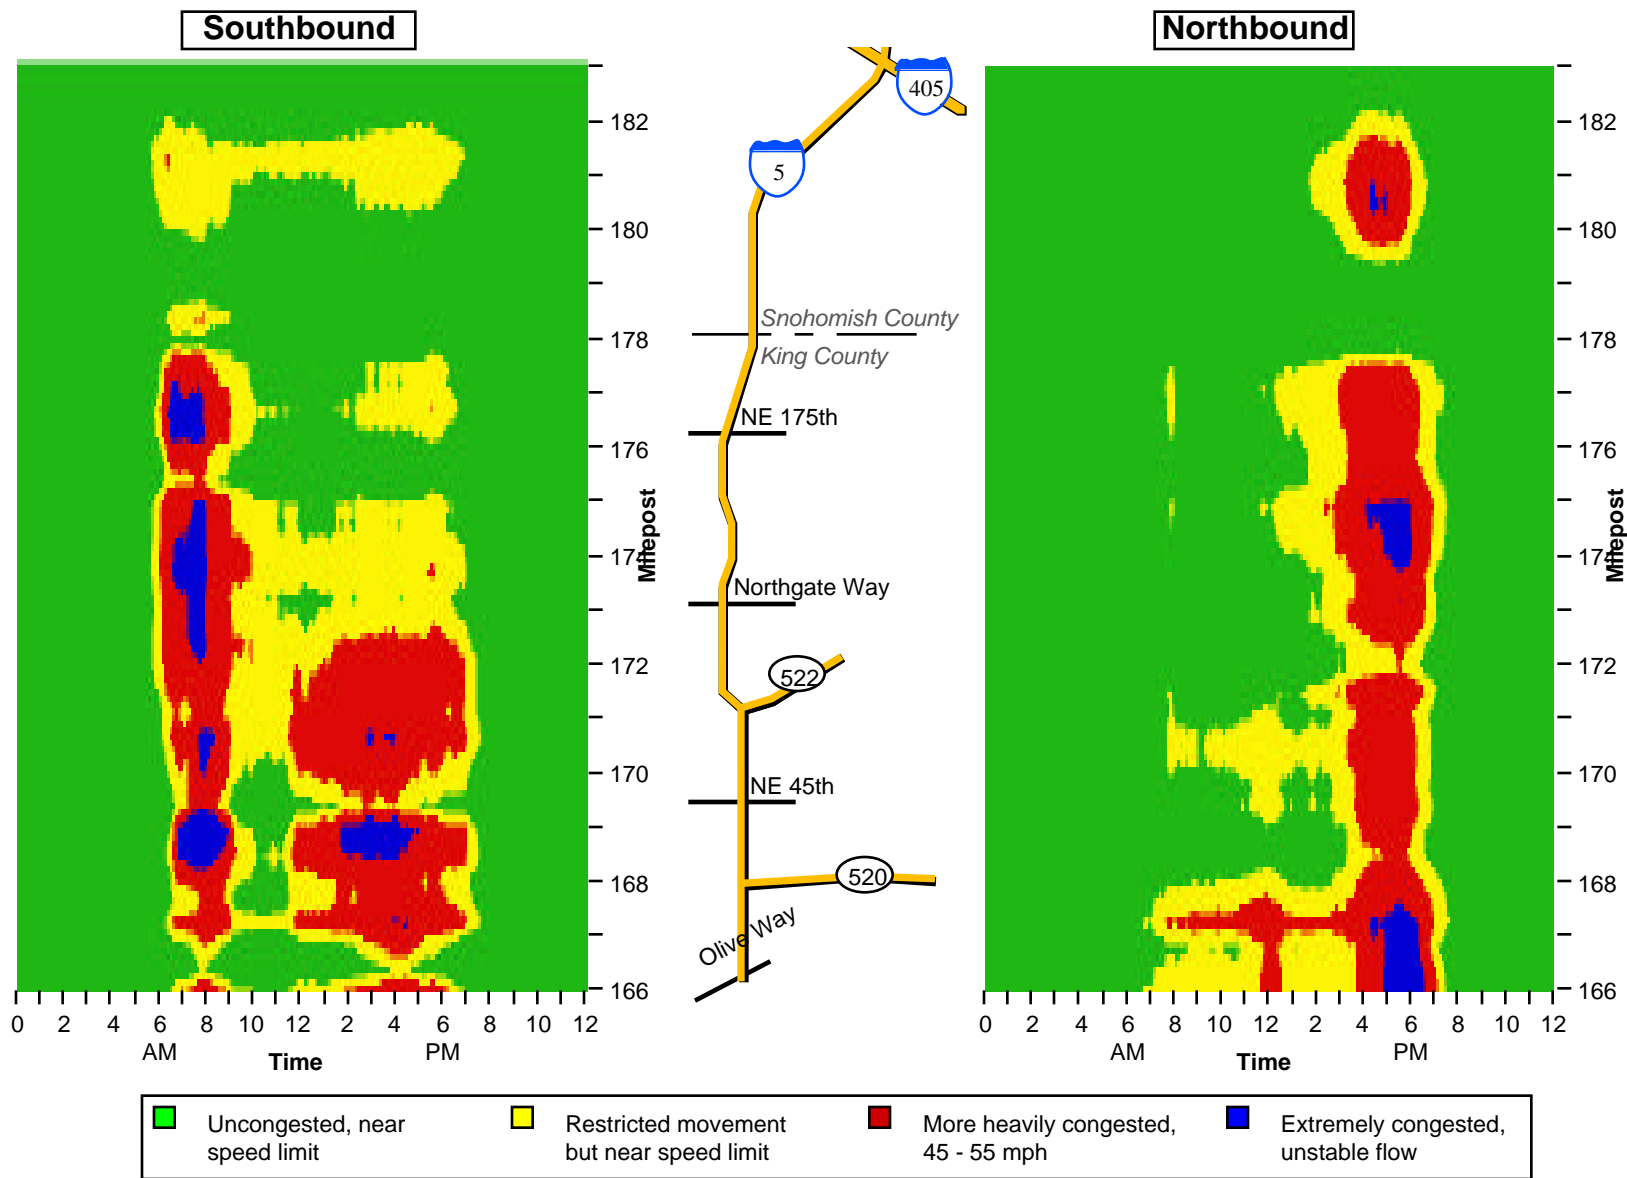 Southbound
Northbound
182
180
178
176
174
172
170
168
166
Milepost
0 2 4 6 8 10 12 2 4 6 8 10 12
AM PM
Time
405
5
Snohomish County
King County
NE 175th
Northgate Way
522
NE 45th
520
Olive Way
182
180
178
176
174
172
170
168
166
Milepost
0 2 4 6 8 10 12 2 4 6 8 10 12
AM PM
Time
Uncongested, near
speed limit
Restricted movement
but near speed limit
More heavily congested,
45 - 55 mph
Extremely congested,
unstable flow